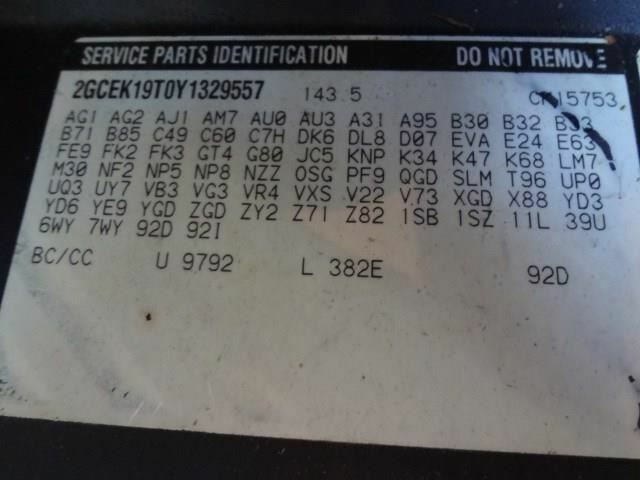 SERVICE PARTS IDENTIFICATION DO NOT REMOVE
2GCEK19T0Y1329557 143.5 CK15753
AG1 AG2 AJ1 AM7 AU0 AU3 A31 A95 B30 B32 B33
B71 B85 C49 C60 C7H DK6 DL8 D07 EVA E24 E63
FE9 FK2 FK3 GT4 G80 JC5 KNP K34 K47 K68 LM7
M30 NF2 NP5 NP8 NZZ OSG PF9 QGD SLM T96 UP0
UQ3 UY7 VB3 VG3 VR4 VXS V22 V73 XGD X88 YD3
YD6 YE9 YGD ZGD ZY2 Z71 Z82 1SB 1SZ 11L 39U
6WY 7WY 92D 92I
BC/CC U 9792 L 382E 92D